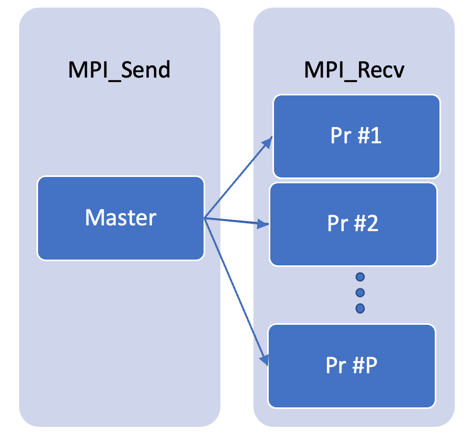 MPI_Send
MPI_Recv
Master
Pr #1
Pr #2
Pr #P